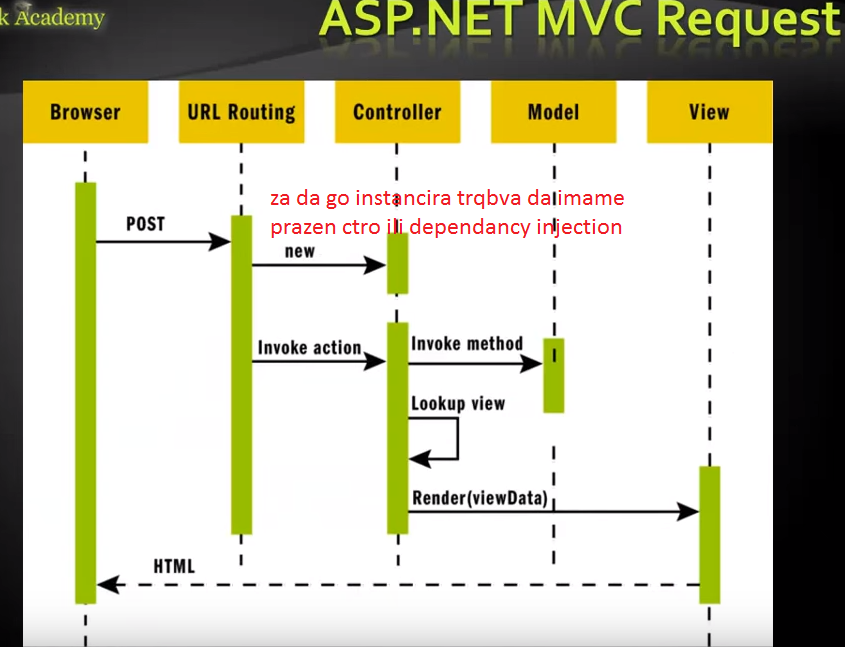 k Academy
ASP.NET MVC Request
Browser
URL Routing
Controller
Model
View
za da go instancira trqbva da imame
prazen ctro ili dependancy injection
POST
new
Invoke action
Invoke method
Lookup view
Render(viewData)
HTML